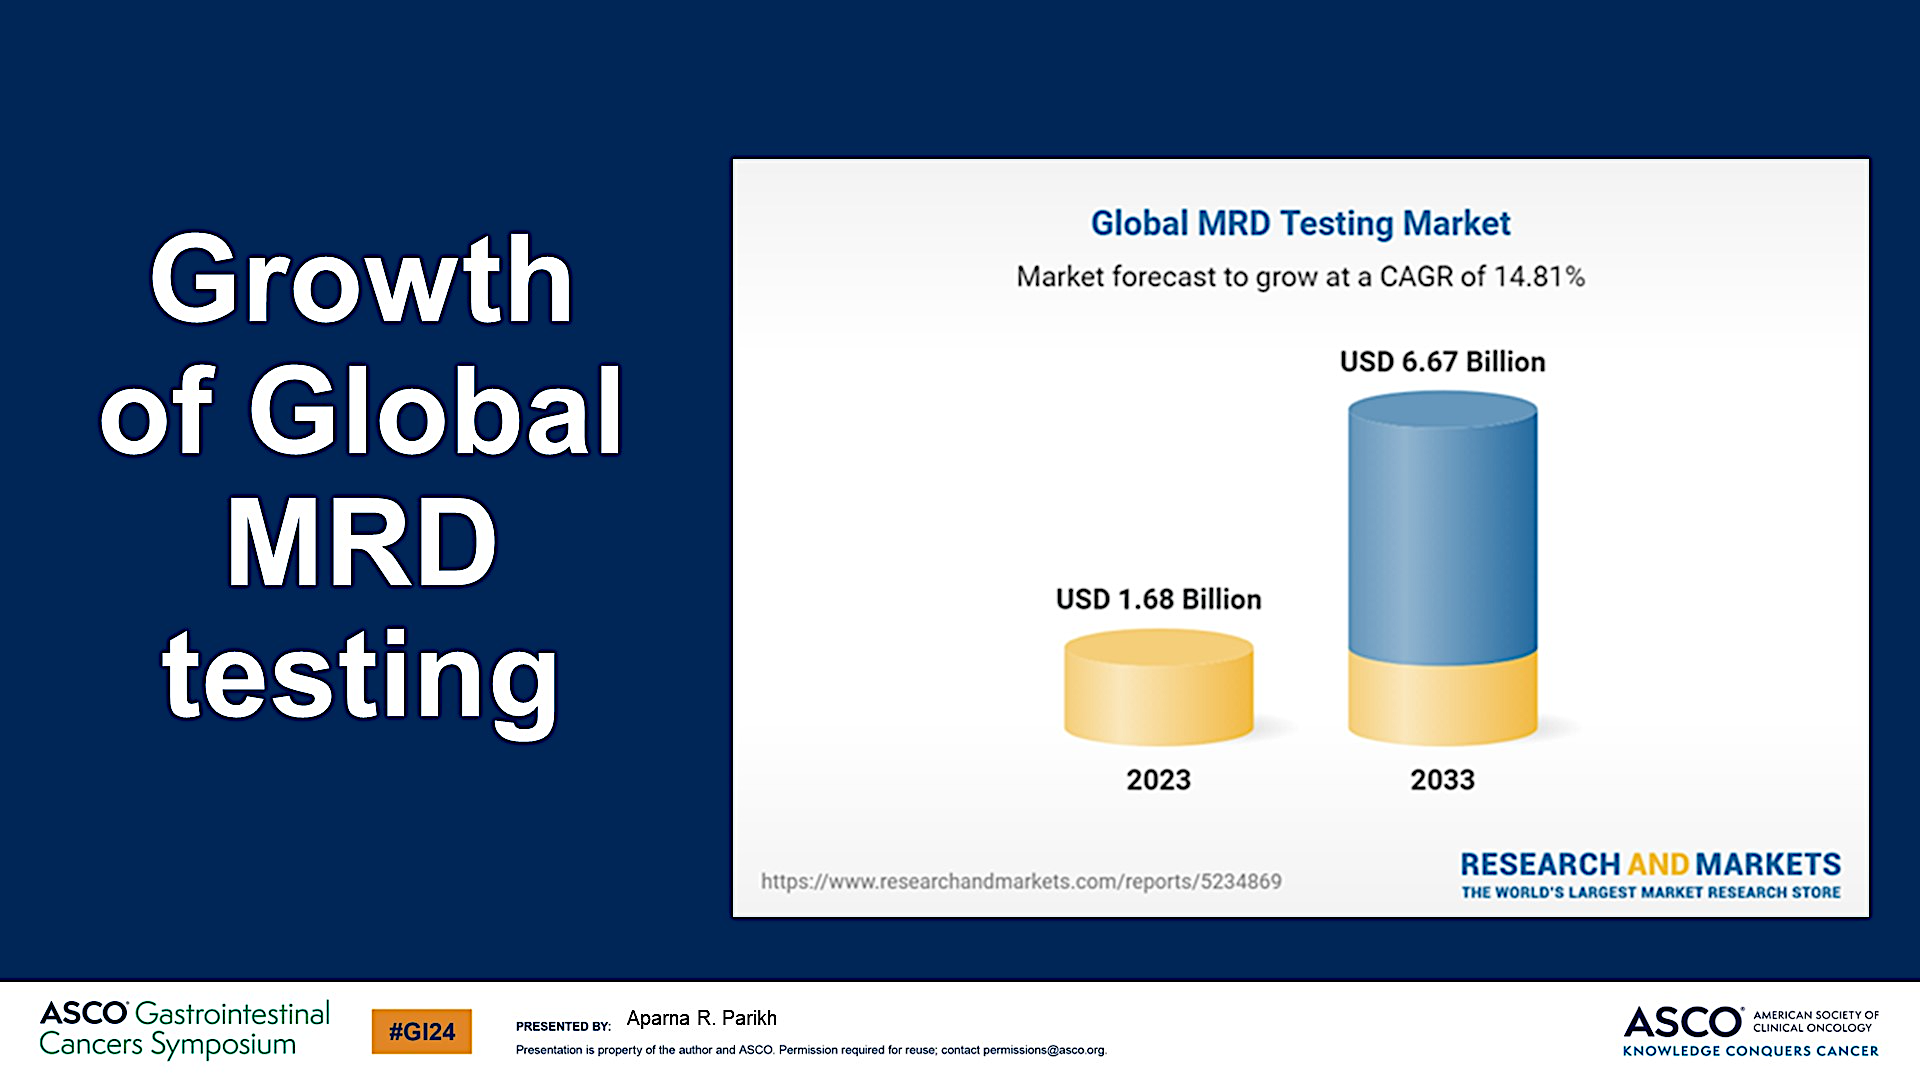 Growth
of Global
MRD
testing
Global MRD Testing Market
Market forecast to grow at a CAGR of 14.81%
USD 6.67 Billion
USD 1.68 Billion
2023
2033
https://www.researchandmarkets.com/reports/5234869
RESEARCH AND MARKETS
THE WORLD'S LARGEST MARKET RESEARCH STORE
ASCO® Gastrointestinal
Cancers Symposium
#GI24
PRESENTED BY: Aparna R. Parikh
Presentation is property of the author and ASCO. Permission required for reuse; contact permissions@asco.org.
ASCO® AMERICAN SOCIETY OF
CLINICAL ONCOLOGY
KNOWLEDGE CONQUERS CANCER